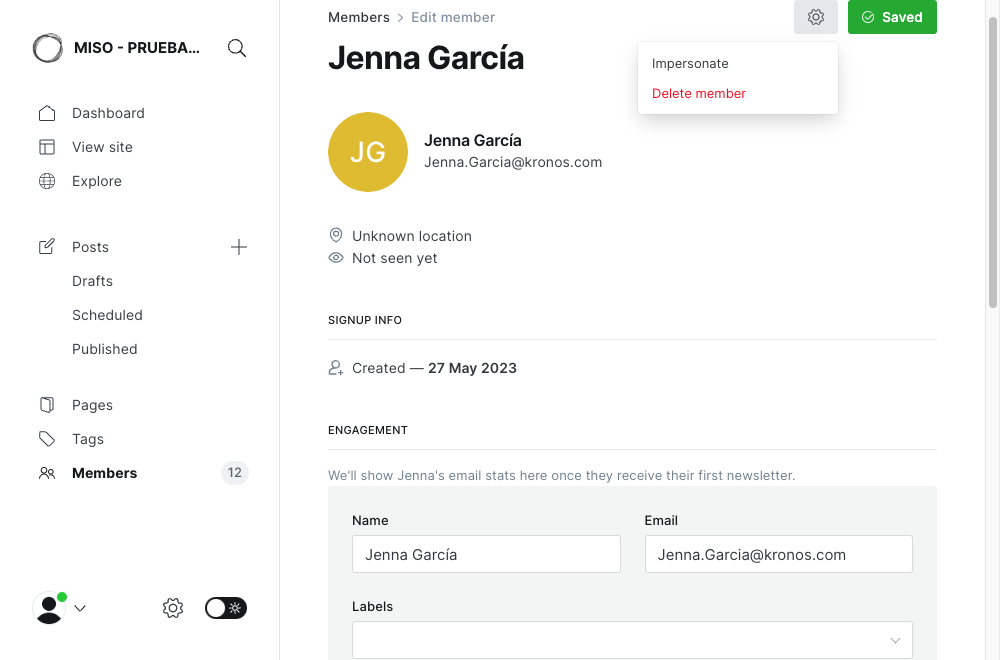 MISO - PRUEBA...
Dashboard
View site
Explore
Posts
Drafts
Scheduled
Published
Pages
Tags
Members
12
Members > Edit member
Saved
Jenna García
Impersonate
Delete member
JG
Jenna García
Jenna.Garcia@kronos.com
Unknown location
Not seen yet
SIGNUP INFO
Created — 27 May 2023
ENGAGEMENT
We'll show Jenna's email stats here once they receive their first newsletter.
Name
Email
Jenna García
Jenna.Garcia@kronos.com
Labels